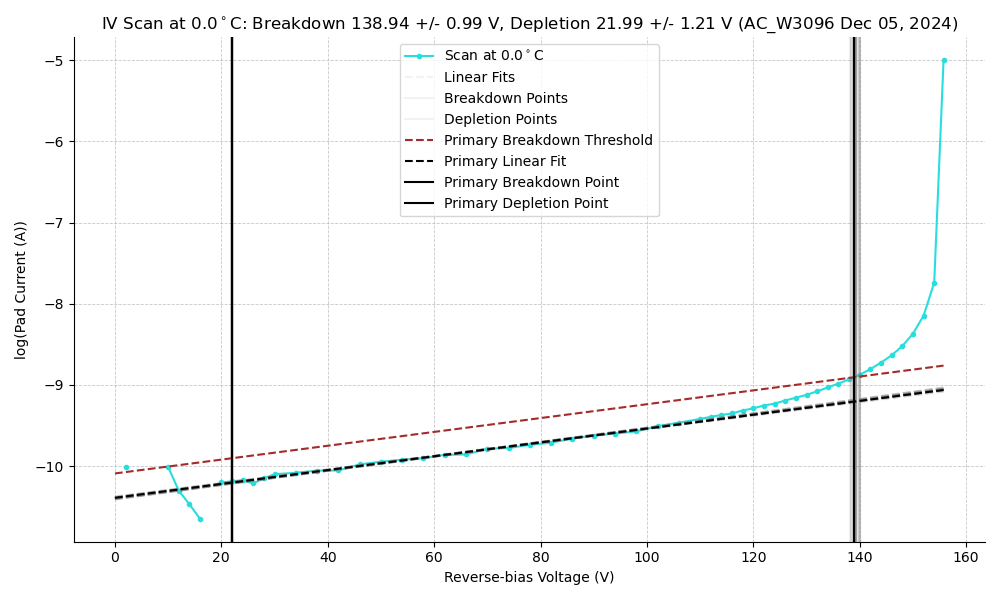 IV Scan at 0.0°C: Breakdown 138.94 +/- 0.99 V, Depletion 21.99 +/- 1.21 V (AC_W3096 Dec 05, 2024)
Scan at 0.0°C
Linear Fits
Breakdown Points
Depletion Points
Primary Breakdown Threshold
Primary Linear Fit
Primary Breakdown Point
Primary Depletion Point
log(Pad Current (A))
−5
−6
−7
−8
−9
−10
0 20 40 60 80 100 120 140 160
Reverse-bias Voltage (V)